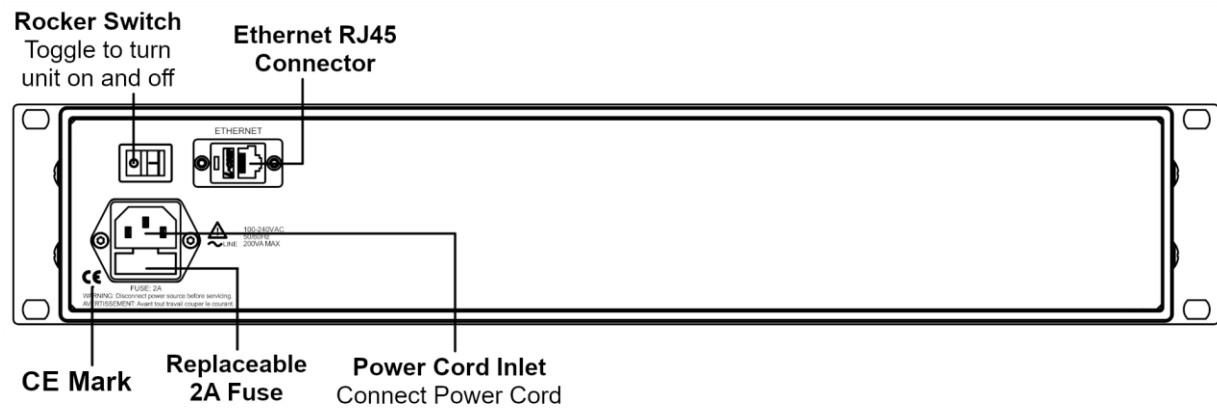 Rocker Switch
Toggle to turn
unit on and off
Ethernet RJ45
Connector
ETHERNET
100-240VAC
50/60Hz
LINE 200VA MAX
CE
FUSE: 2A
WARNING: Disconnect power source before servicing.
AVERTISSEMENT: Avant tout travail couper le courant.
CE Mark
Replaceable
2A Fuse
Power Cord Inlet
Connect Power Cord